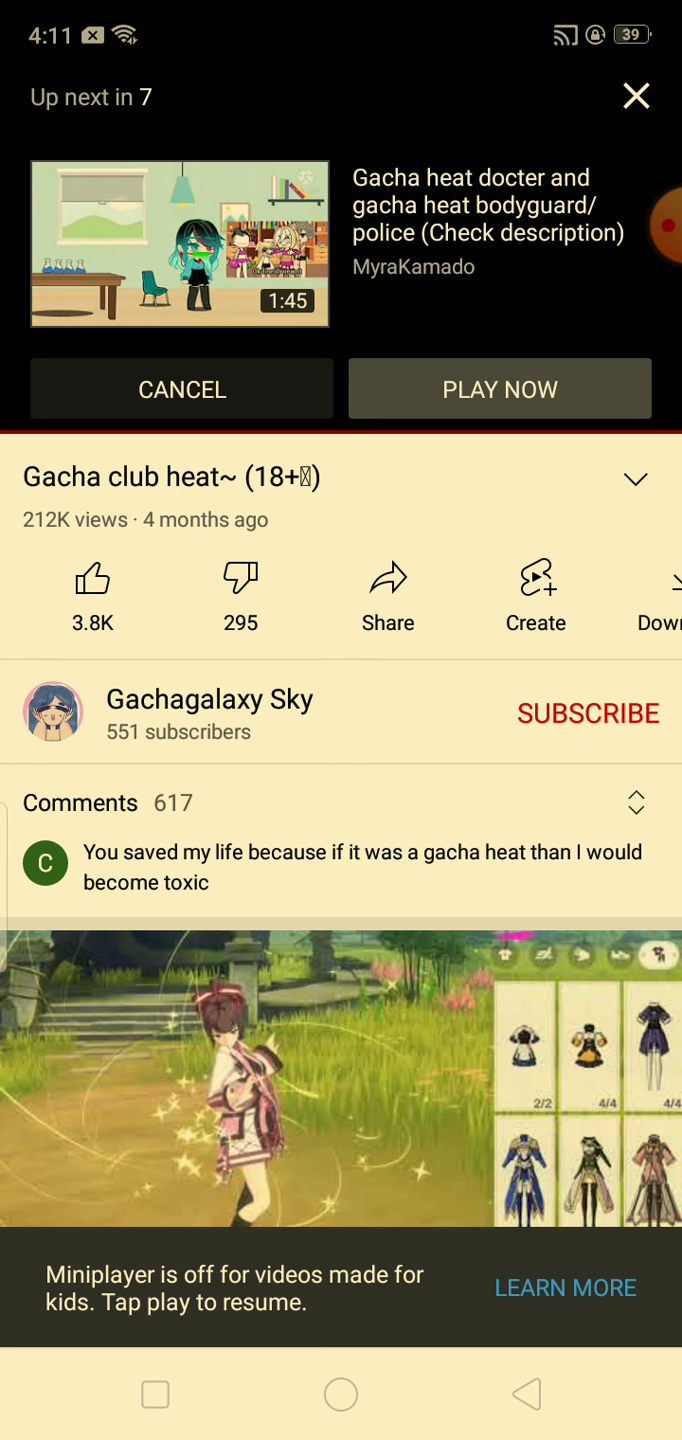 4:11
39
Up next in 7
Gacha heat docter and
gacha heat bodyguard/
police (Check description)
MyraKamado
1:45
CANCEL
PLAY NOW
Gacha club heat~ (18+)
212K views · 4 months ago
3.8K
295
Share
Create
Down
Gachagalaxy Sky
551 subscribers
SUBSCRIBE
Comments 617
C
You saved my life because if it was a gacha heat than I would
become toxic
2/2
4/4
4/4
Miniplayer is off for videos made for
kids. Tap play to resume.
LEARN MORE